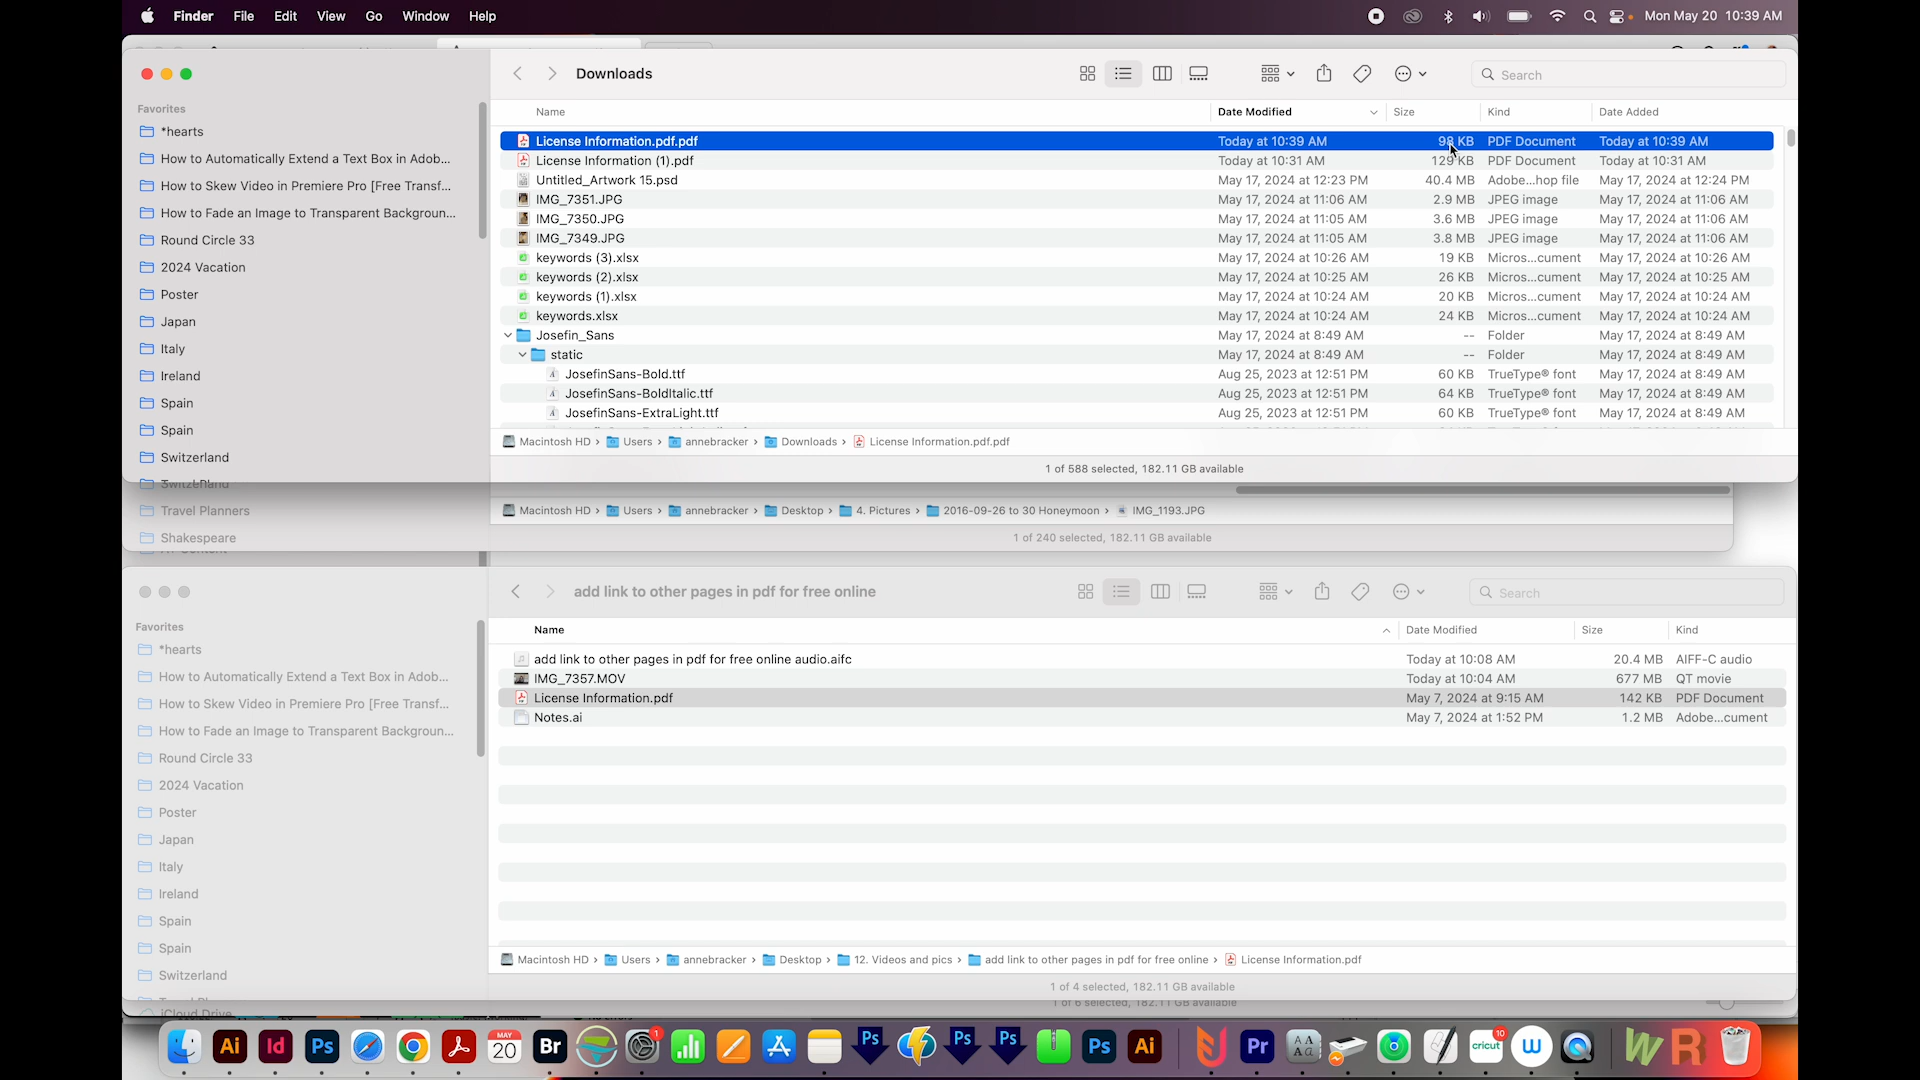 Finder File Edit View Go Window Help Mon May 20 10:39 AM
Downloads Search
Favorites
*hearts
How to Automatically Extend a Text Box in Adob...
How to Skew Video in Premiere Pro [Free Transf...
How to Fade an Image to Transparent Backgroun...
Round Circle 33
2024 Vacation
Poster
Japan
Italy
Ireland
Spain
Spain
Switzerland
Switzerland
Travel Planners
Shakespeare
Name Date Modified Size Kind Date Added
License Information.pdf.pdf Today at 10:39 AM 98 KB PDF Document Today at 10:39 AM
License Information (1).pdf Today at 10:31 AM 129 KB PDF Document Today at 10:31 AM
Untitled_Artwork 15.psd May 17, 2024 at 12:23 PM 40.4 MB Adobe...hop file May 17, 2024 at 12:24 PM
IMG_7351.JPG May 17, 2024 at 11:06 AM 2.9 MB JPEG image May 17, 2024 at 11:06 AM
IMG_7350.JPG May 17, 2024 at 11:05 AM 3.6 MB JPEG image May 17, 2024 at 11:06 AM
IMG_7349.JPG May 17, 2024 at 11:05 AM 3.8 MB JPEG image May 17, 2024 at 11:06 AM
keywords (3).xlsx May 17, 2024 at 10:26 AM 19 KB Micros...cument May 17, 2024 at 10:26 AM
keywords (2).xlsx May 17, 2024 at 10:25 AM 26 KB Micros...cument May 17, 2024 at 10:25 AM
keywords (1).xlsx May 17, 2024 at 10:24 AM 20 KB Micros...cument May 17, 2024 at 10:24 AM
keywords.xlsx May 17, 2024 at 10:24 AM 24 KB Micros...cument May 17, 2024 at 10:24 AM
Josefin_Sans May 17, 2024 at 8:49 AM -- Folder May 17, 2024 at 8:49 AM
static May 17, 2024 at 8:49 AM -- Folder May 17, 2024 at 8:49 AM
JosefinSans-Bold.ttf Aug 25, 2023 at 12:51 PM 60 KB TrueType® font May 17, 2024 at 8:49 AM
JosefinSans-BoldItalic.ttf Aug 25, 2023 at 12:51 PM 64 KB TrueType® font May 17, 2024 at 8:49 AM
JosefinSans-ExtraLight.ttf Aug 25, 2023 at 12:51 PM 60 KB TrueType® font May 17, 2024 at 8:49 AM
Macintosh HD › Users › annebracker › Downloads › License Information.pdf.pdf
1 of 588 selected, 182.11 GB available
Macintosh HD › Users › annebracker › Desktop › 4. Pictures › 2016-09-26 to 30 Honeymoon › IMG_1193.JPG
1 of 240 selected, 182.11 GB available
add link to other pages in pdf for free online Search
Favorites
*hearts
How to Automatically Extend a Text Box in Adob...
How to Skew Video in Premiere Pro [Free Transf...
How to Fade an Image to Transparent Backgroun...
Round Circle 33
2024 Vacation
Poster
Japan
Italy
Ireland
Spain
Spain
Switzerland
iCloud Drive
Name Date Modified Size Kind
add link to other pages in pdf for free online audio.aifc Today at 10:08 AM 20.4 MB AIFF-C audio
IMG_7357.MOV Today at 10:04 AM 677 MB QT movie
License Information.pdf May 7, 2024 at 9:15 AM 142 KB PDF Document
Notes.ai May 7, 2024 at 1:52 PM 1.2 MB Adobe...cument
Macintosh HD › Users › annebracker › Desktop › 12. Videos and pics › add link to other pages in pdf for free online › License Information.pdf
1 of 4 selected, 182.11 GB available
1 of 6 selected, 182.11 GB available
Ai Id Ps MAY 20 Br 1 Ps Ps Ps Ps Ai Pr AA AA cricut 10 W R